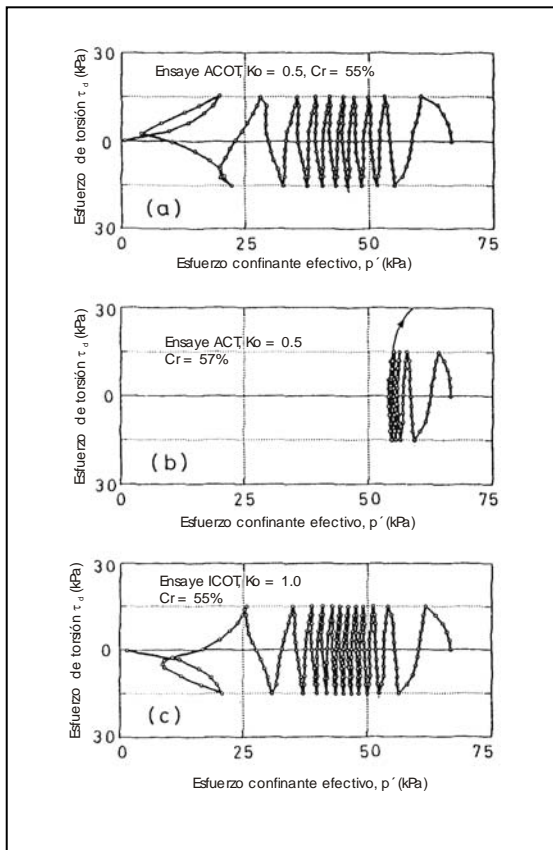 30
Ensaye ACOT, Ko = 0.5, Cr = 55%
0
(a)
30
0 25 50 75
Esfuerzo de torsión τ d (kPa)
Esfuerzo confinante efectivo, p´(kPa)
30
Ensaye ACT, Ko = 0.5
Cr = 57%
0
(b)
30
0 25 50 75
Esfuerzo de torsión τ d (kPa)
Esfuerzo confinante efectivo, p´(kPa)
30
Ensaye ICOT, Ko = 1.0
Cr = 55%
0
(c)
30
0 25 50 75
Esfuerzo de torsión τ d (kPa)
Esfuerzo confinante efectivo, p´(kPa)